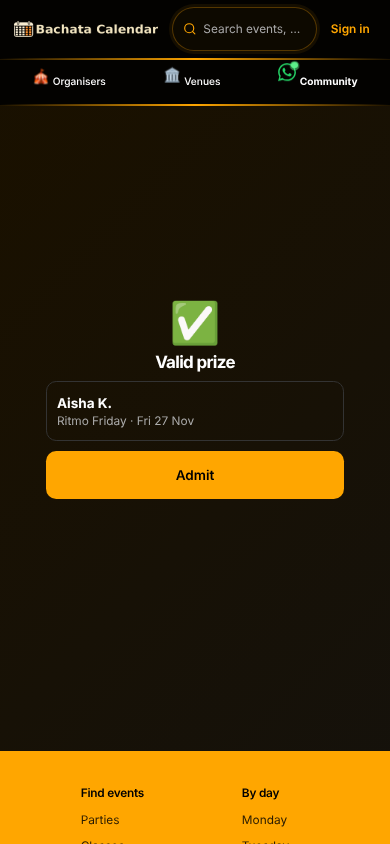 Bachata Calendar
Search events, ...
Sign in
Organisers
Venues
Community
Valid prize
Aisha K.
Ritmo Friday · Fri 27 Nov
Admit
Find events
By day
Parties
Monday